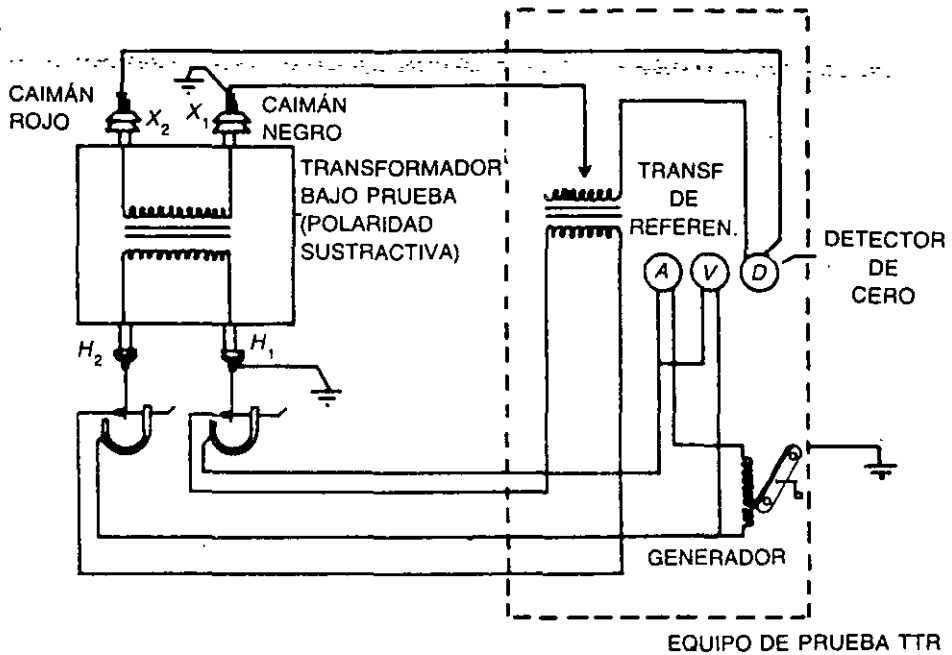 CAIMÁN
ROJO
X₂
X₁
CAIMÁN
NEGRO
TRANSFORMADOR
BAJO PRUEBA
(POLARIDAD
SUSTRACTIVA)
TRANSF
DE
REFEREN.
A
V
D
DETECTOR
DE
CERO
H₂
H₁
GENERADOR
EQUIPO DE PRUEBA TTR